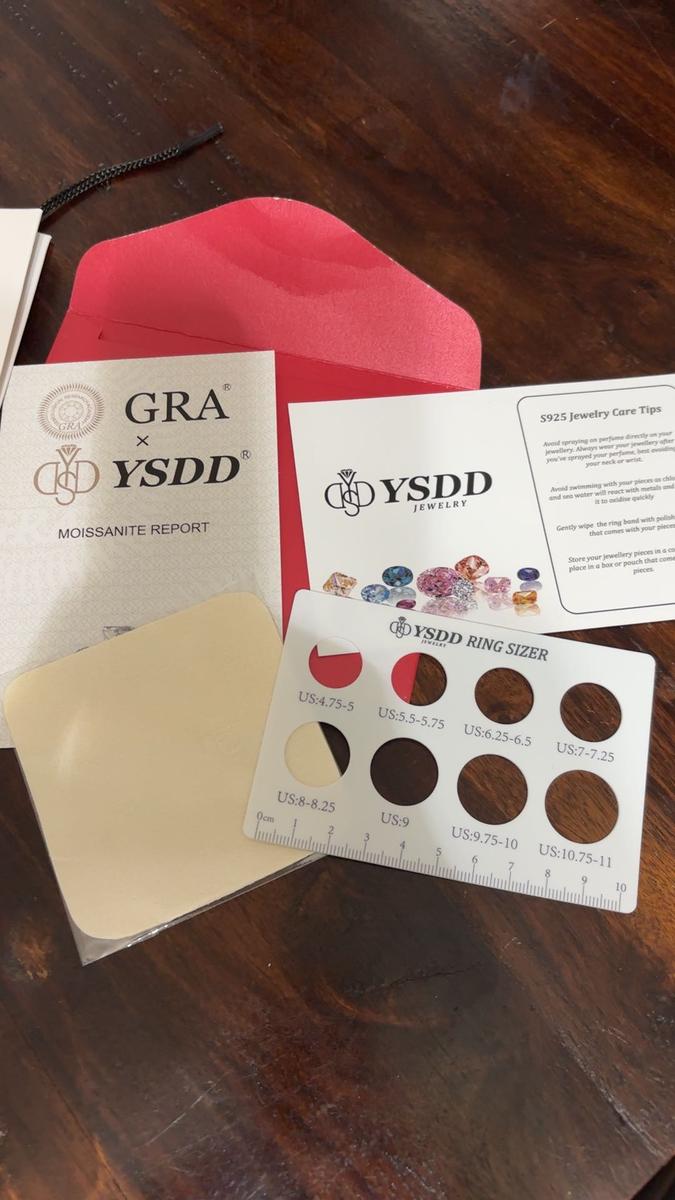 GRA®
×
YSDD®
MOISSANITE REPORT
YSDD
JEWELRY
S925 Jewelry Care Tips
Avoid spraying on perfume directly on your
jewellery. Always wear your jewellery after
you've sprayed your perfume, best avoiding
your neck or wrist.
Avoid swimming with your pieces as
and sea water will react with metals and
it to oxidise quickly
Gently wipe the ring band with polish
that comes with your pieces
Store your jewellery pieces in a
place in a box or pouch that
pieces.
YSDD RING SIZER
JEWELRY
US:4.75-5
US:5.5-5.75
US:6.25-6.5
US:7-7.25
US:8-8.25
US:9
US:9.75-10
US:10.75-11
0cm 1 2 3 4 5 6 7 8 9 10